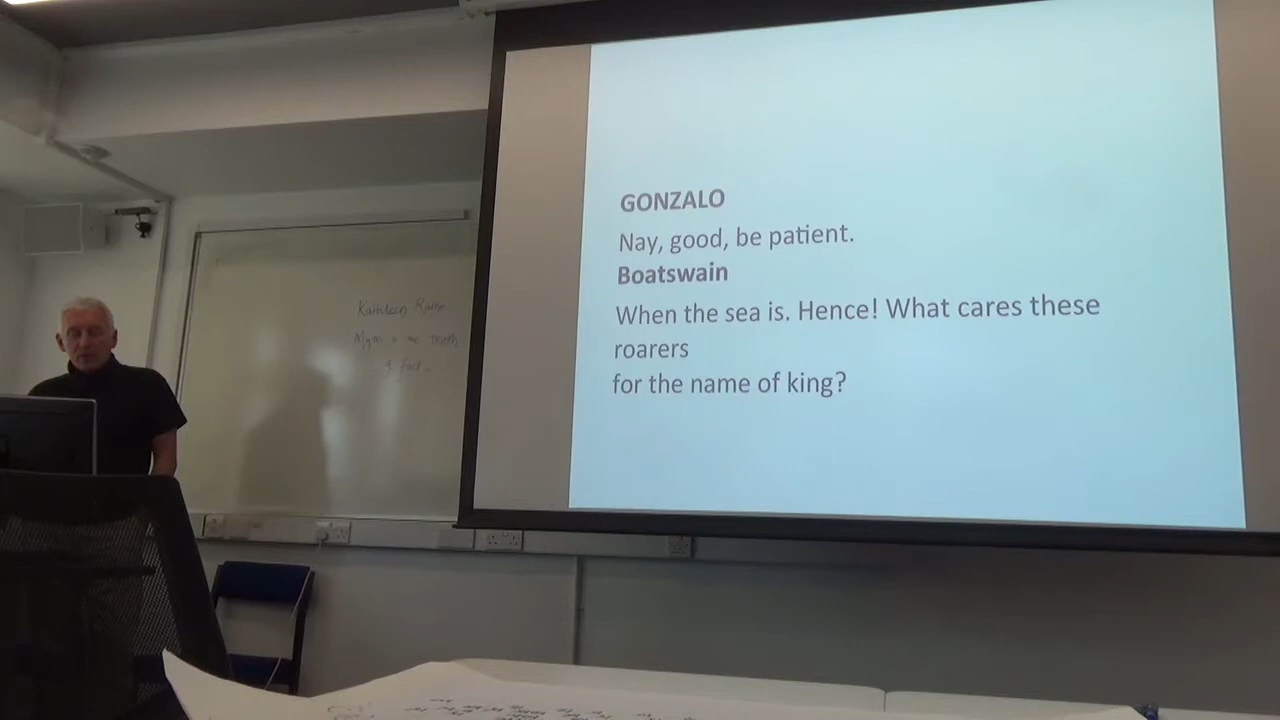 GONZALO
Nay, good, be patient.
Boatswain
When the sea is. Hence! What cares these
roarers
for the name of king?
Kathleen